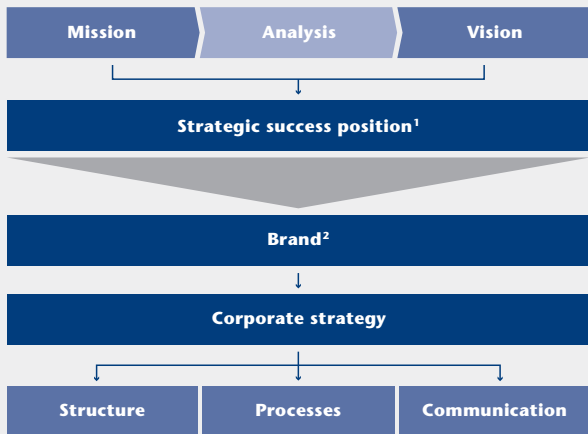 Mission
Analysis
Vision
Strategic success position¹
Brand²
Corporate strategy
Structure
Processes
Communication